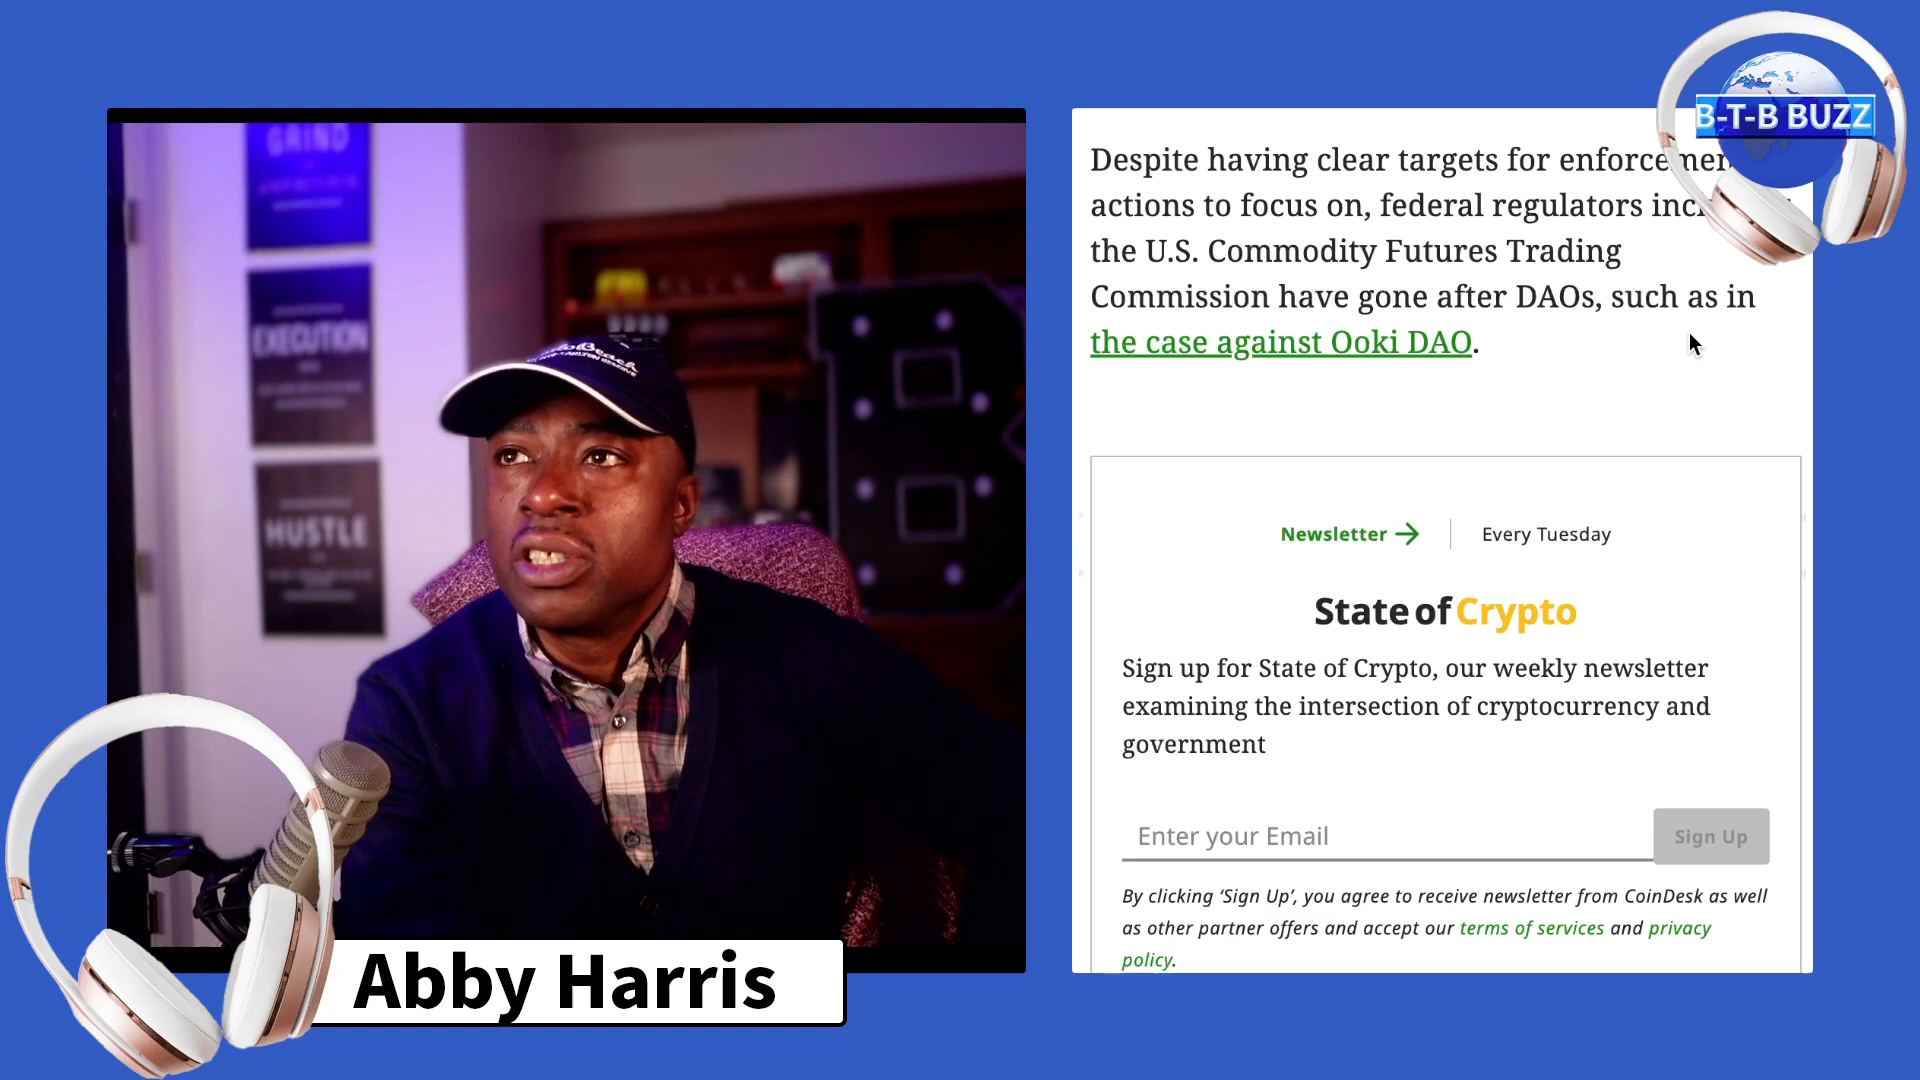 GRIND
EXECUTION
HUSTLE
Abby Harris
B-T-B BUZZ
Despite having clear targets for
actions to focus on, federal regulators
the U.S. Commodity Futures Trading
Commission have gone after DAOs, such as in
the case against Ooki DAO.
Newsletter → | Every Tuesday
State of Crypto
Sign up for State of Crypto, our weekly newsletter
examining the intersection of cryptocurrency and
government
Enter your Email
Sign Up
By clicking ‘Sign Up’, you agree to receive newsletter from CoinDesk as well
as other partner offers and accept our terms of services and privacy
policy.